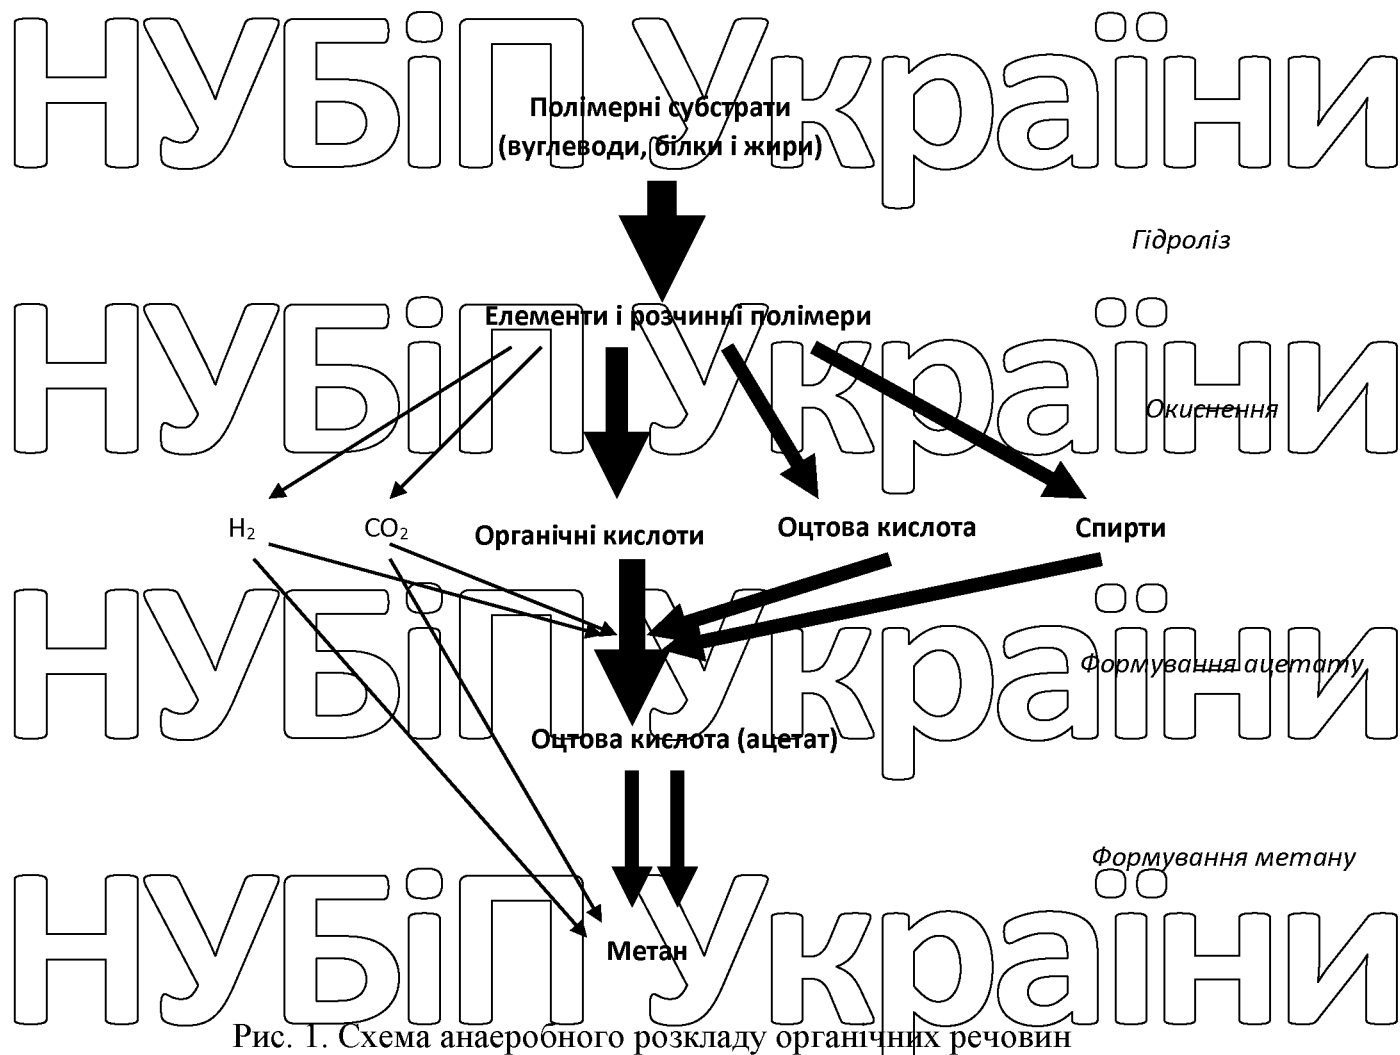 НУБіП України
Полімерні субстрати
(вуглеводи, білки і жири)
Гідроліз
НУБіП України
Елементи і розчинні полімери
Окиснення
H₂
CO₂
Органічні кислоти
Оцтова кислота
Спирти
НУБіП України
Формування ацетату
Оцтова кислота (ацетат)
Формування метану
НУБіП України
Метан
Рис. 1. Схема анаеробного розкладу органічних речовин